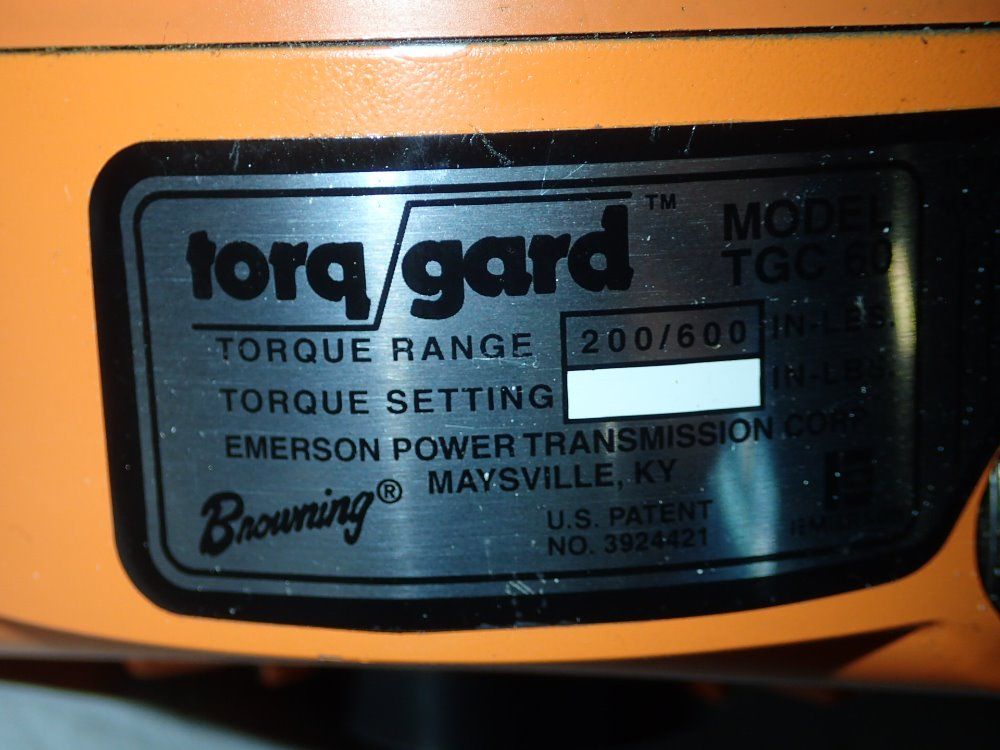 torq/gard™
MODEL
TGC 60
TORQUE RANGE 200/600 IN-LBS.
TORQUE SETTING IN-LBS.
EMERSON POWER TRANSMISSION CORP.
MAYSVILLE, KY
Browning®
U.S. PATENT
NO. 3924421
EMERSON